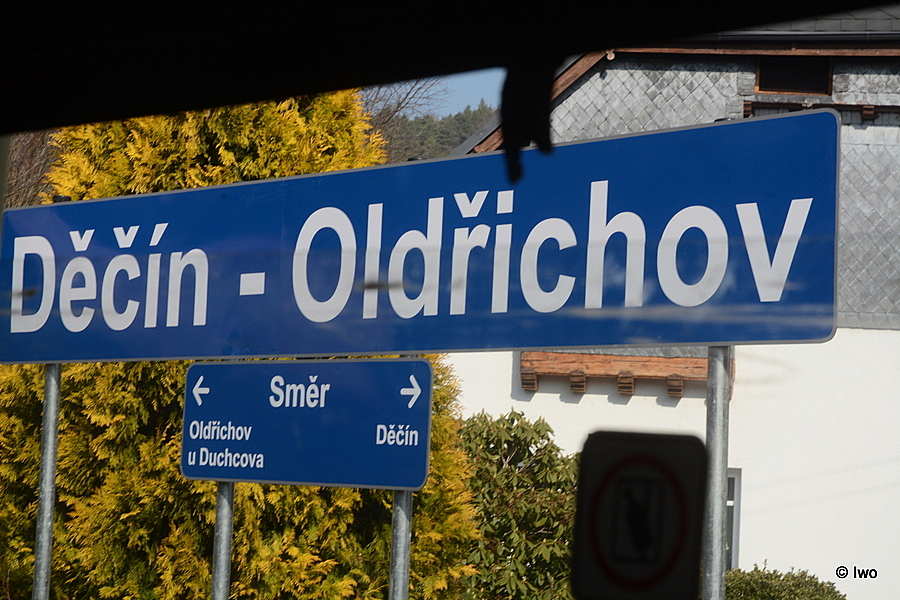 Děčín - Oldřichov
← Směr →
Oldřichov
u Duchcova
Děčín
© Iwo